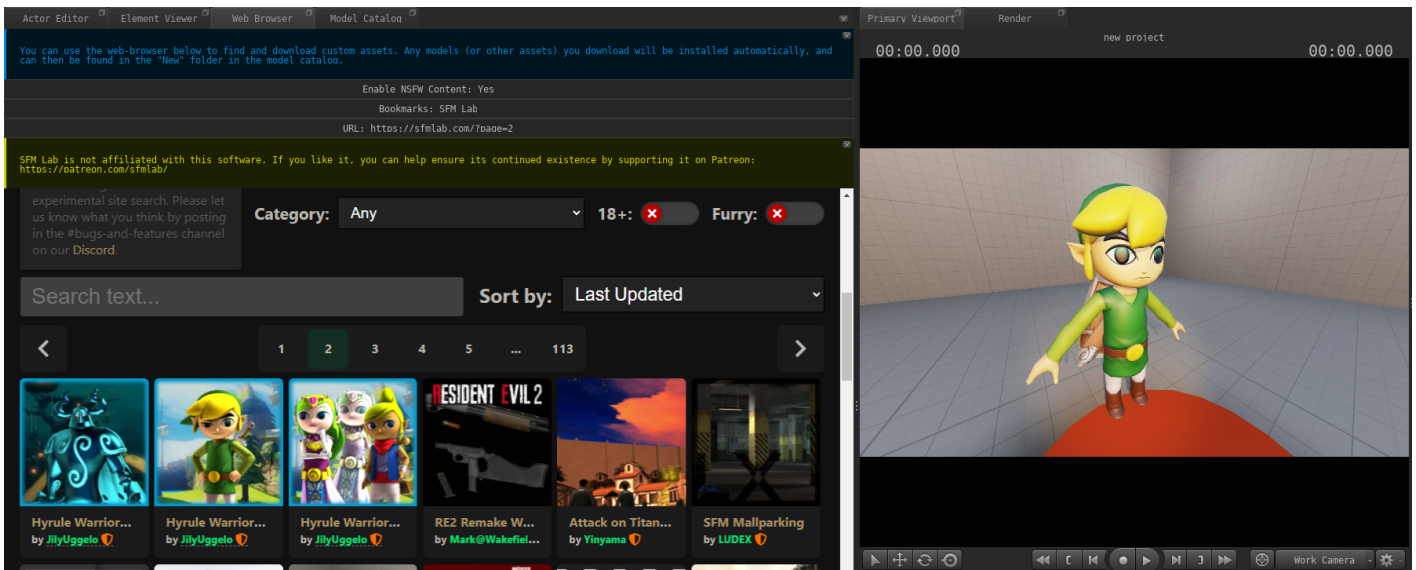 Actor Editor Element Viewer Web Browser Model Catalog
You can use the web-browser below to find and download custom assets. Any models (or other assets) you download will be installed automatically, and
can then be found in the "New" folder in the model catalog.
Enable NSFW Content: Yes
Bookmarks: SFM Lab
URL: https://sfmlab.com/?page=2
SFM Lab is not affiliated with this software. If you like it, you can help ensure its continued existence by supporting it on Patreon:
https://patreon.com/sfmlab/
experimental site search. Please let
us know what you think by posting
in the #bugs-and-features channel
on our Discord.
Category: Any 18+: Furry:
Search text... Sort by: Last Updated
1 2 3 4 5 ... 113
RESIDENT EVIL 2
Hyrule Warrior... Hyrule Warrior... Hyrule Warrior... RE2 Remake W... Attack on Titan... SFM Mallparking
by JilyUggelo by JilyUggelo by JilyUggelo by Mark@Wakefiel... by Yinyama by LUDEX
Primary Viewport Render
new project
00:00.000 00:00.000
Work Camera